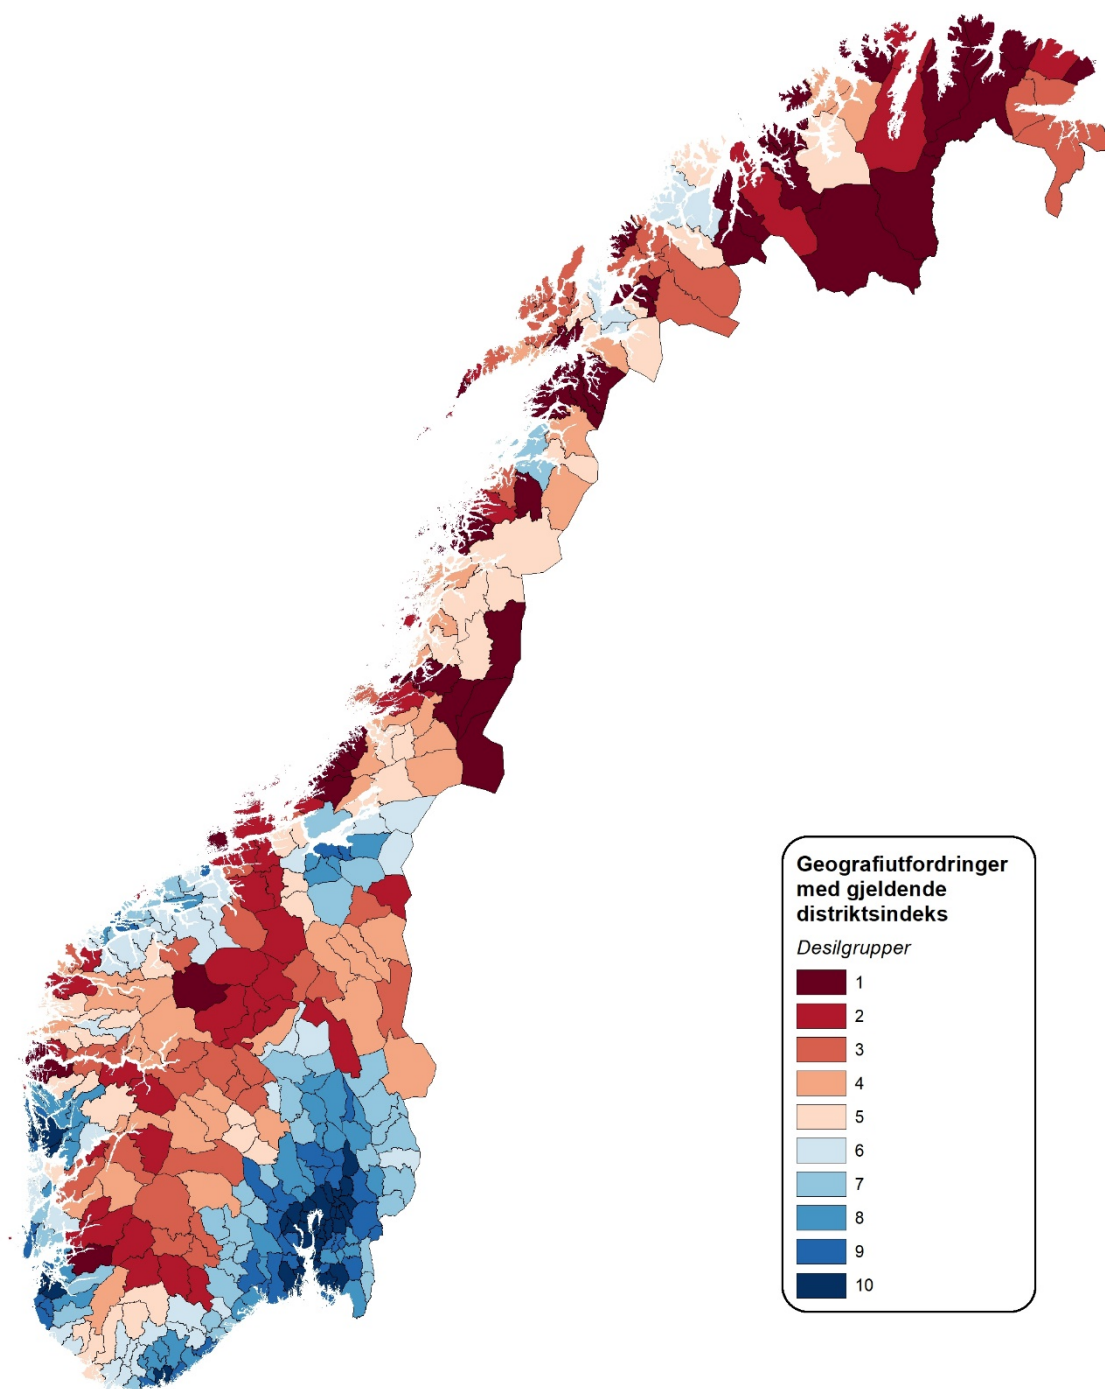 Geografiutfordringer
med gjeldende
distriktsindeks
Desilgrupper
1
2
3
4
5
6
7
8
9
10